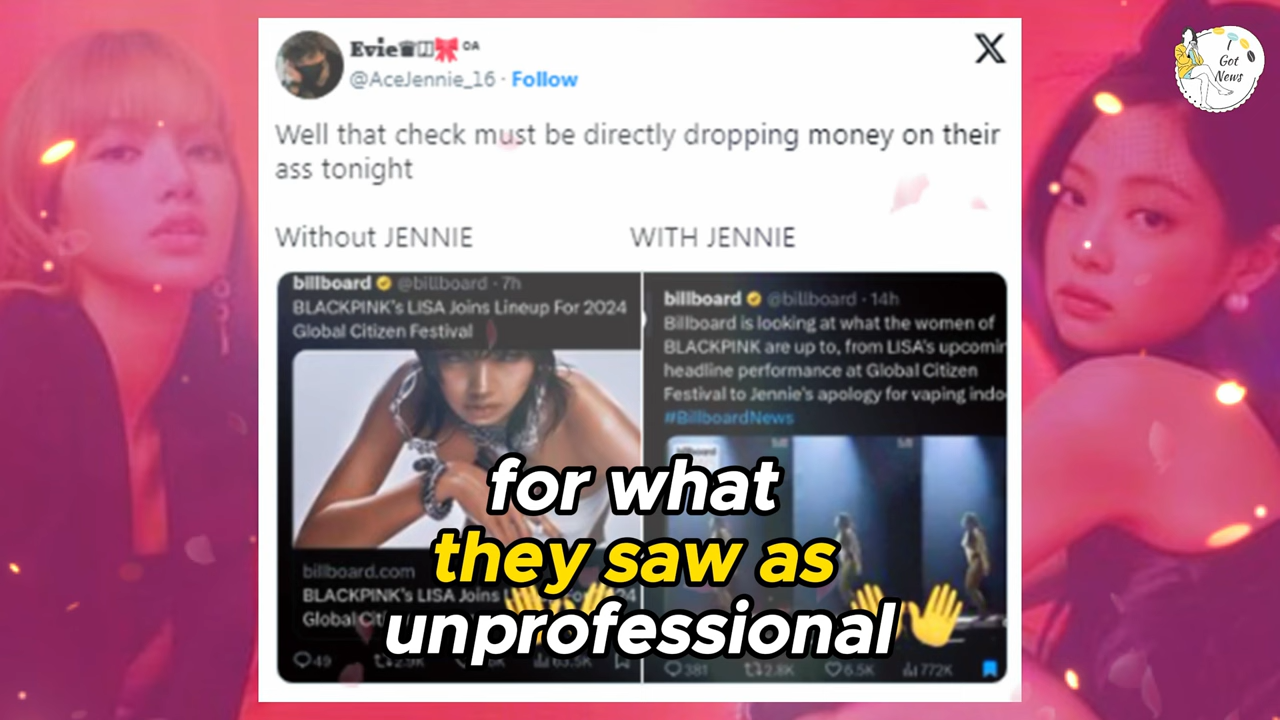 Evie
OA
@AceJennie_16 · Follow
I
Got
News
Well that check must be directly dropping money on their
ass tonight
Without JENNIE
WITH JENNIE
billboard @billboard · 7h
BLACKPINK's LISA Joins Lineup For 2024
Global Citizen Festival
billboard @billboard · 14h
Billboard is looking at what the women of
BLACKPINK are up to, from LISA's upcomin
headline performance at Global Citizen
Festival to Jennie's apology for vaping indo
#BillboardNews
billboard
for what
they saw as
unprofessional
billboard.com
BLACKPINK's LISA Joins
Global
49
381
2.8K
6.5K
772K